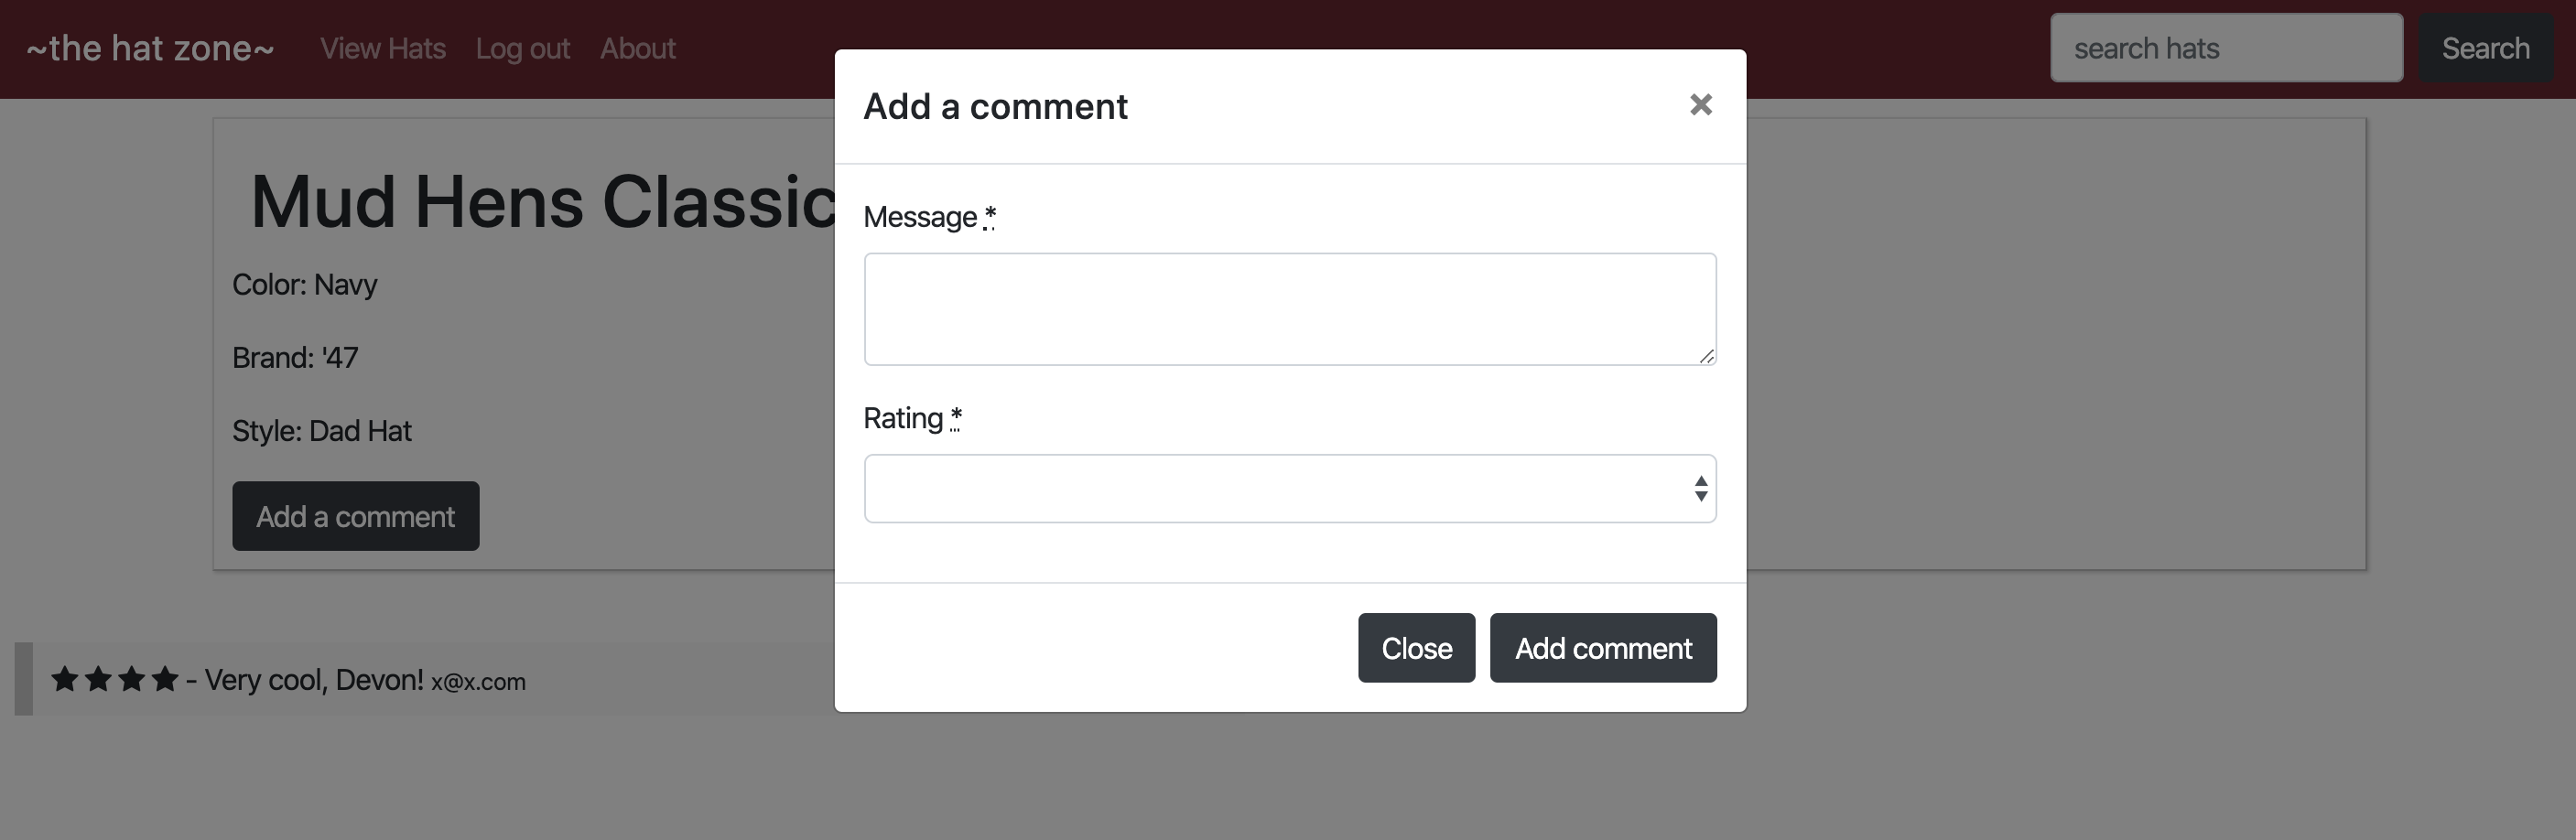 ~the hat zone~ View Hats Log out About search hats Search
Add a comment ×
Mud Hens Classic
Message *
Color: Navy
Brand: '47
Rating *
Style: Dad Hat
Add a comment
Close Add comment
★★★★ - Very cool, Devon! x@x.com